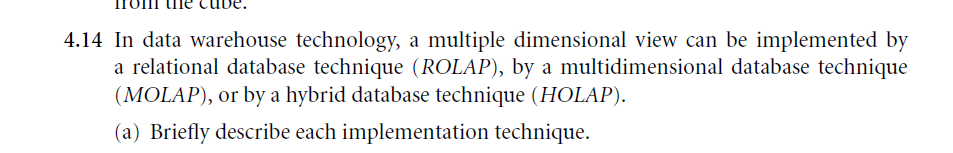 from the cube.
4.14 In data warehouse technology, a multiple dimensional view can be implemented by
a relational database technique (ROLAP), by a multidimensional database technique
(MOLAP), or by a hybrid database technique (HOLAP).
(a) Briefly describe each implementation technique.